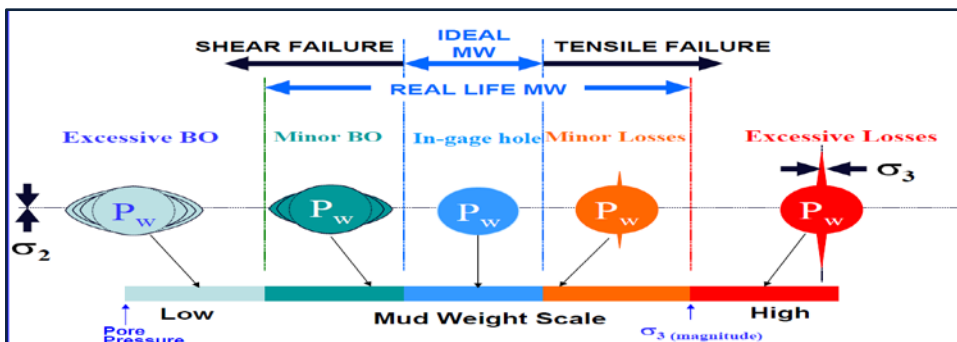 SHEAR FAILURE
IDEAL
MW
TENSILE FAILURE
REAL LIFE MW
Excessive BO
Minor BO
In-gage hole
Minor Losses
Excessive Losses
σ2
Pw
Pw
Pw
Pw
Pw
σ3
Low
Mud Weight Scale
High
Pore
Pressure
σ3 (magnitude)